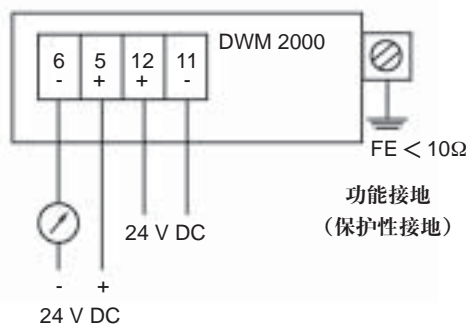 DWM 2000
6 5 12 11
- + + -
FE < 10Ω
功能接地
（保护性接地）
24 V DC
- +
24 V DC